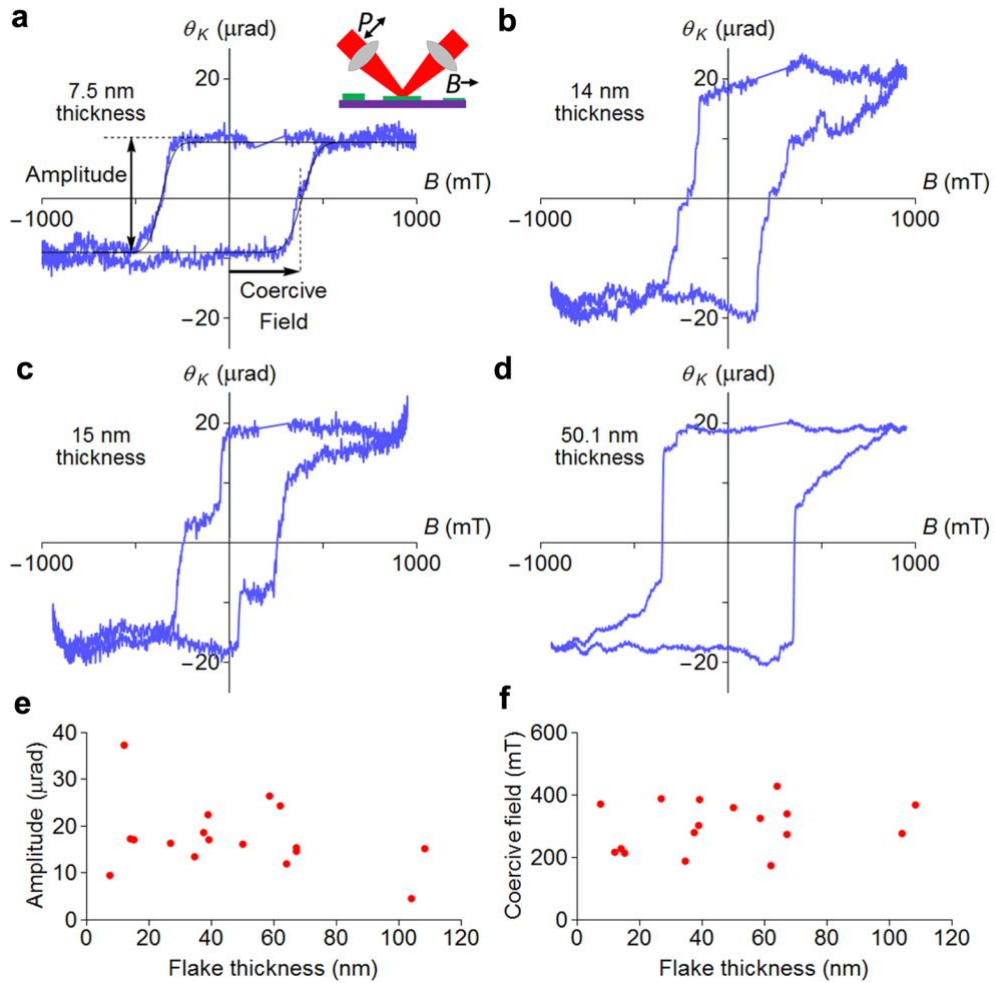 a
θK (μrad)
20
7.5 nm
thickness
P
B
Amplitude
B (mT)
−1000
1000
Coercive
Field
−20
b
θK (μrad)
20
14 nm
thickness
B (mT)
−1000
1000
−20
c
θK (μrad)
20
15 nm
thickness
B (mT)
−1000
1000
−20
d
θK (μrad)
20
50.1 nm
thickness
B (mT)
−1000
1000
−20
e
Amplitude (μrad)
40
30
20
10
0
0 20 40 60 80 100 120
Flake thickness (nm)
f
Coercive field (mT)
600
400
200
0
0 20 40 60 80 100 120
Flake thickness (nm)